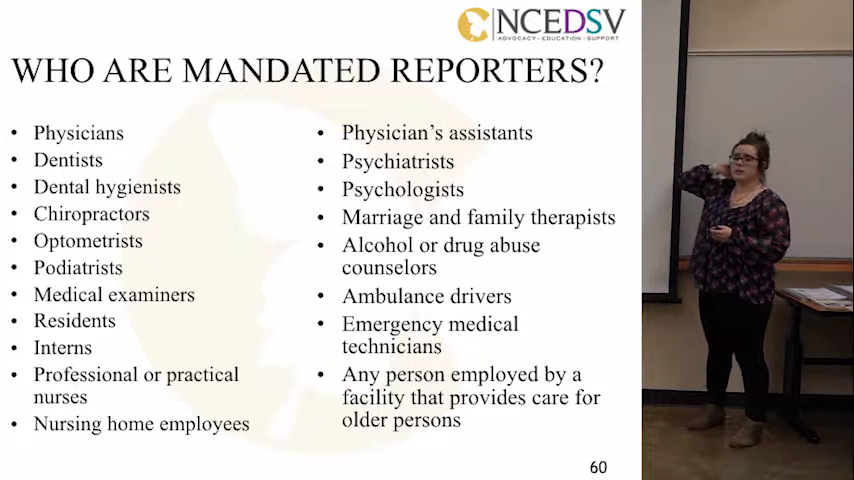 NCEDSV
ADVOCACY • EDUCATION • SUPPORT
WHO ARE MANDATED REPORTERS?
• Physicians
• Dentists
• Dental hygienists
• Chiropractors
• Optometrists
• Podiatrists
• Medical examiners
• Residents
• Interns
• Professional or practical
nurses
• Nursing home employees
• Physician’s assistants
• Psychiatrists
• Psychologists
• Marriage and family therapists
• Alcohol or drug abuse
counselors
• Ambulance drivers
• Emergency medical
technicians
• Any person employed by a
facility that provides care for
older persons
60